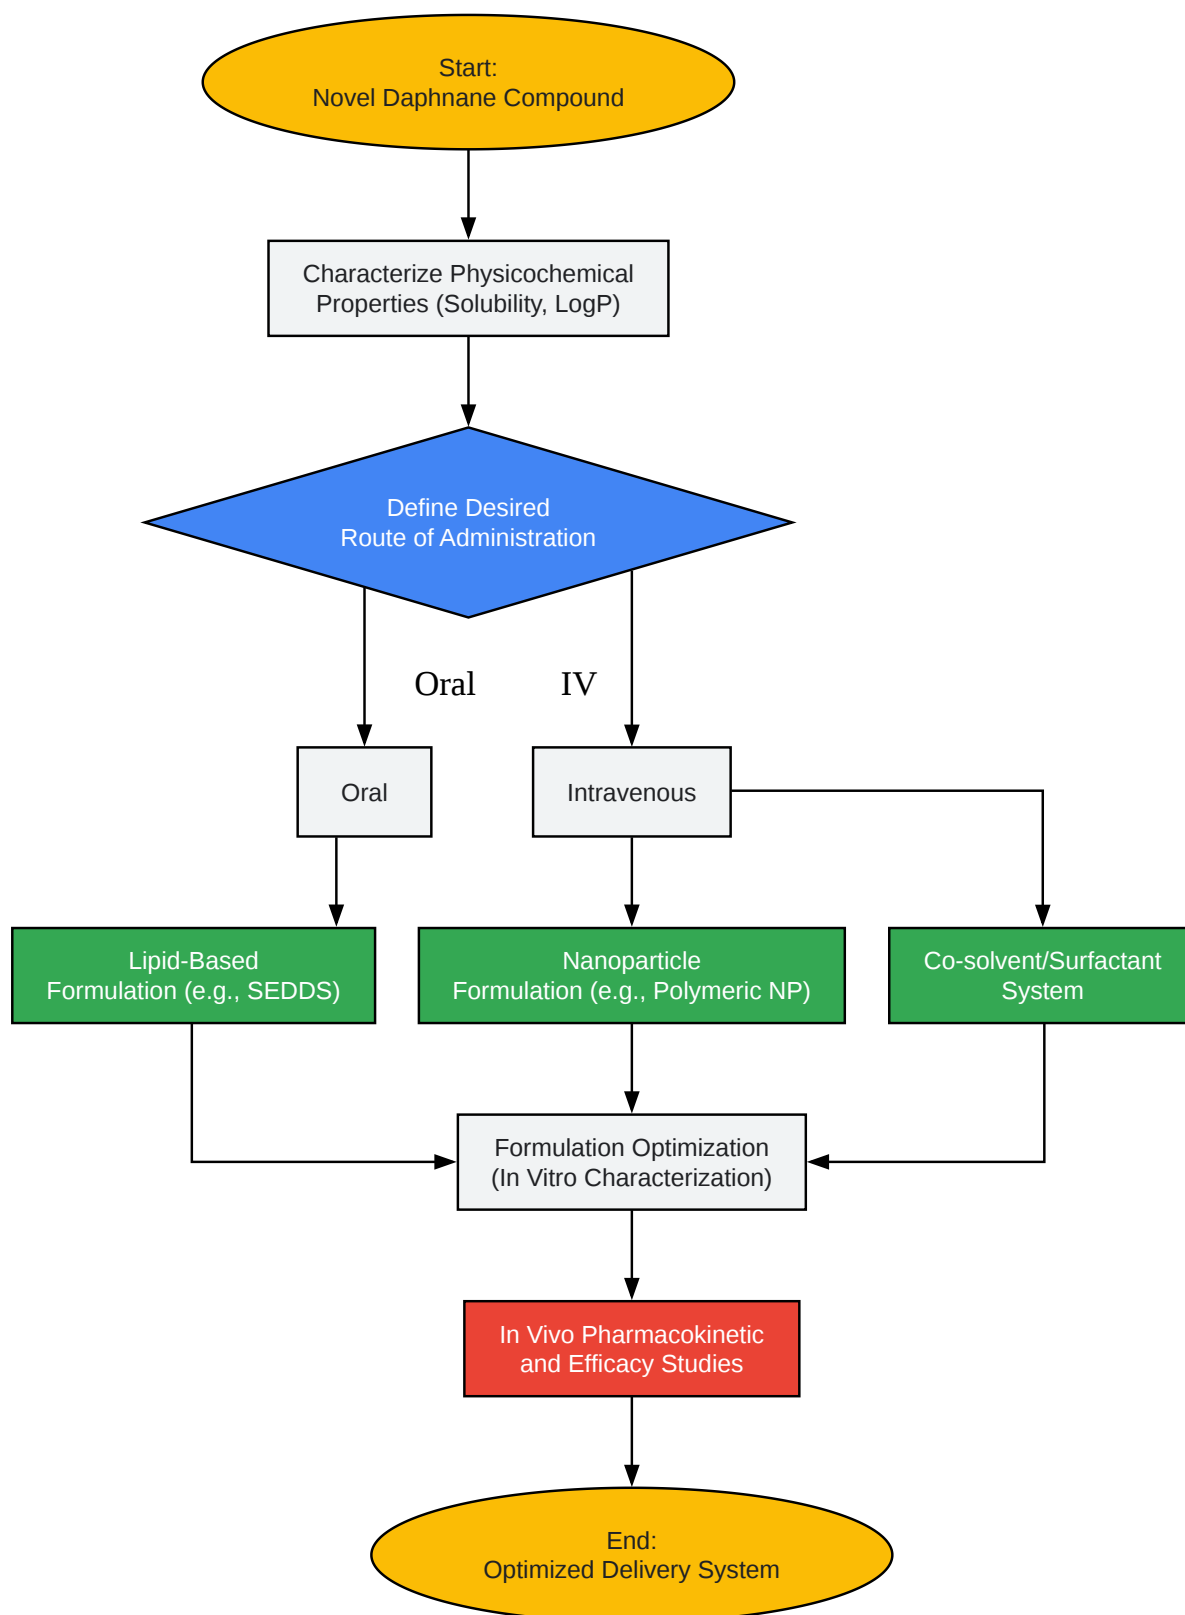 Start:
Novel Daphnane Compound
Characterize Physicochemical
Properties (Solubility, LogP)
Define Desired
Route of Administration
Oral
IV
Oral
Intravenous
Lipid-Based
Formulation (e.g., SEDDS)
Nanoparticle
Formulation (e.g., Polymeric NP)
Co-solvent/Surfactant
System
Formulation Optimization
(In Vitro Characterization)
In Vivo Pharmacokinetic
and Efficacy Studies
End:
Optimized Delivery System